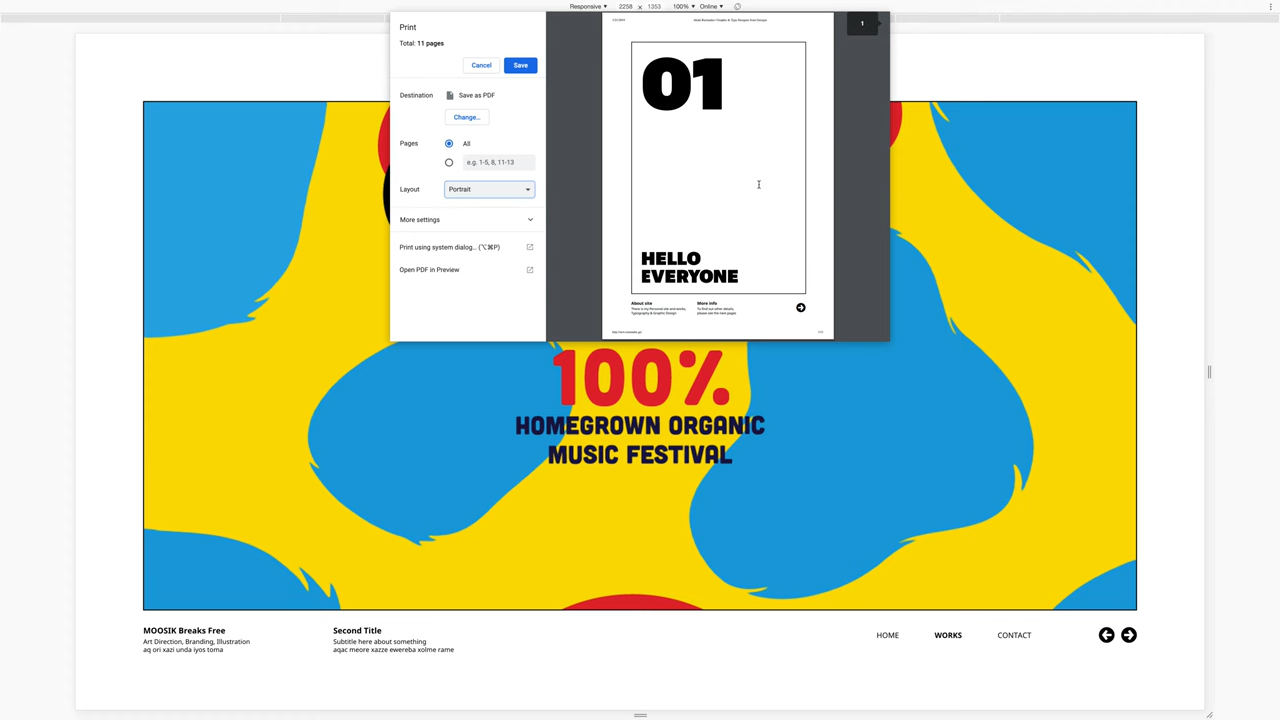 Responsive
2258 × 1353
100%
Online
Print
Total: 11 pages
Cancel
Save
Destination
Save as PDF
Change...
Pages
All
e.g. 1-5, 8, 11-13
Layout
Portrait
More settings
Print using system dialog... (⌥⌘P)
Open PDF in Preview
1
01
HELLO
EVERYONE
About site
More info
100%
HOMEGROWN ORGANIC
MUSIC FESTIVAL
MOOSIK Breaks Free
Art Direction, Branding, Illustration
aq ori xazi unda iyos toma
Second Title
Subtitle here about something
aqac meore xazze ewereba xolme rame
HOME
WORKS
CONTACT